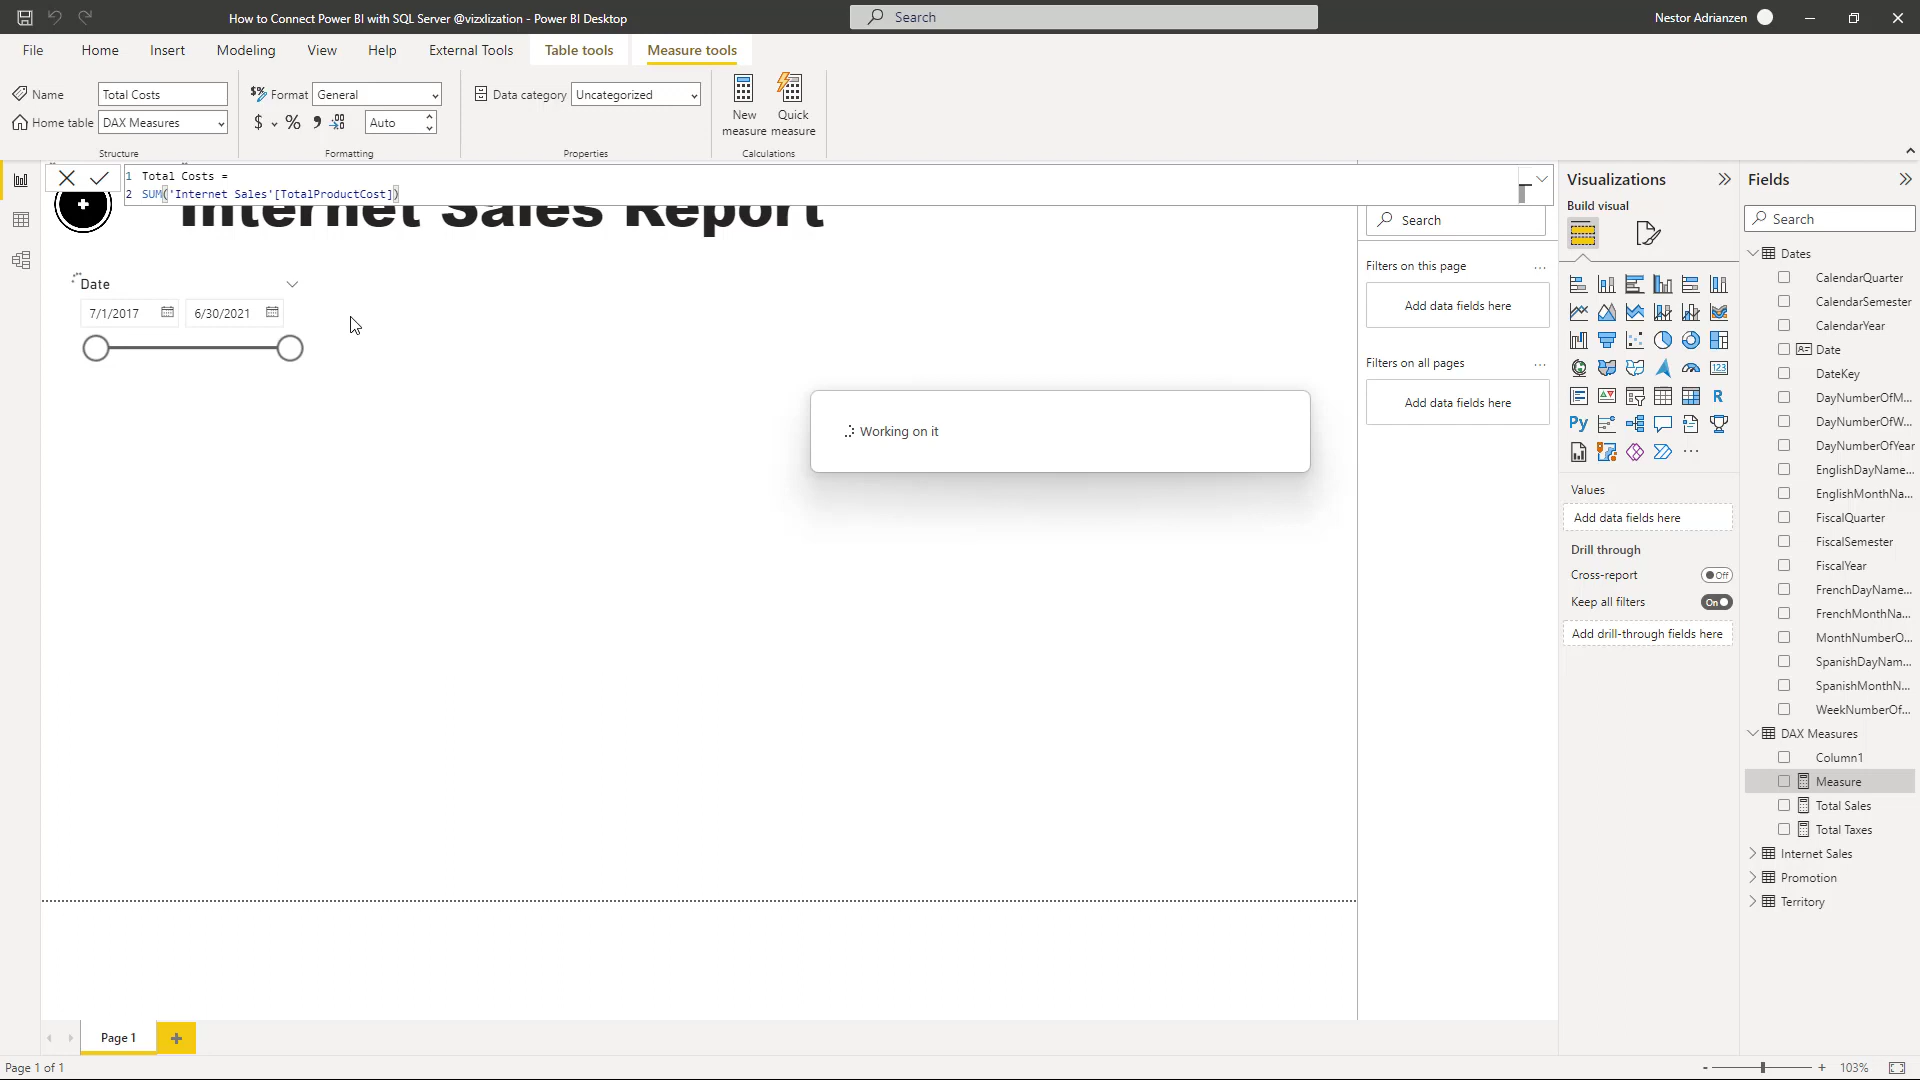 How to Connect Power BI with SQL Server @vizxlization - Power BI Desktop
Search
Nestor Adrianzen
File
Home
Insert
Modeling
View
Help
External Tools
Table tools
Measure tools
Name
Total Costs
Home table
DAX Measures
Structure
$% Format
General
$
%
Auto
Formatting
Data category
Uncategorized
Properties
New measure
Quick measure
Calculations
1 Total Costs =
2 SUM('Internet Sales'[TotalProductCost])
Internet Sales Report
Date
7/1/2017
6/30/2021
Working on it
Search
Filters on this page
...
Add data fields here
Filters on all pages
...
Add data fields here
Visualizations
Build visual
123
R
Py
...
Values
Add data fields here
Drill through
Cross-report
Off
Keep all filters
On
Add drill-through fields here
Fields
Search
Dates
CalendarQuarter
CalendarSemester
CalendarYear
Date
DateKey
DayNumberOfM...
DayNumberOfW...
DayNumberOfYear
EnglishDayName...
EnglishMonthNa...
FiscalQuarter
FiscalSemester
FiscalYear
FrenchDayName...
FrenchMonthNa...
MonthNumberO...
SpanishDayNam...
SpanishMonthN...
WeekNumberOf...
DAX Measures
Column1
Measure
Total Sales
Total Taxes
Internet Sales
Promotion
Territory
Page 1
+
Page 1 of 1
- + 103%